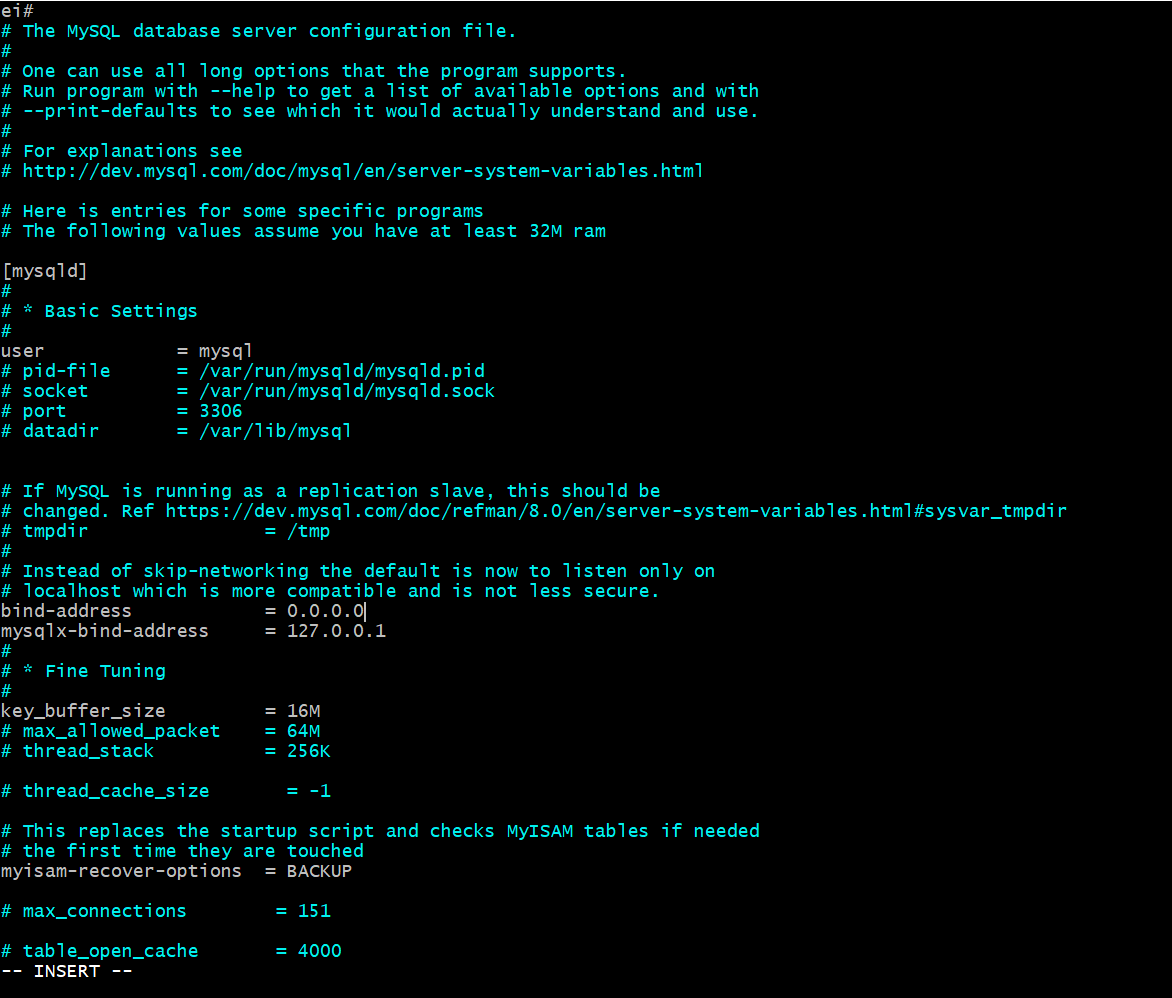 ei#
# The MySQL database server configuration file.
#
# One can use all long options that the program supports.
# Run program with --help to get a list of available options and with
# --print-defaults to see which it would actually understand and use.
#
# For explanations see
# http://dev.mysql.com/doc/mysql/en/server-system-variables.html

# Here is entries for some specific programs
# The following values assume you have at least 32M ram

[mysqld]
#
# * Basic Settings
#
user            = mysql
# pid-file      = /var/run/mysqld/mysqld.pid
# socket        = /var/run/mysqld/mysqld.sock
# port          = 3306
# datadir       = /var/lib/mysql


# If MySQL is running as a replication slave, this should be
# changed. Ref https://dev.mysql.com/doc/refman/8.0/en/server-system-variables.html#sysvar_tmpdir
# tmpdir                = /tmp
#
# Instead of skip-networking the default is now to listen only on
# localhost which is more compatible and is not less secure.
bind-address            = 0.0.0.0
mysqlx-bind-address     = 127.0.0.1
#
# * Fine Tuning
#
key_buffer_size         = 16M
# max_allowed_packet    = 64M
# thread_stack          = 256K

# thread_cache_size       = -1

# This replaces the startup script and checks MyISAM tables if needed
# the first time they are touched
myisam-recover-options  = BACKUP

# max_connections        = 151

# table_open_cache       = 4000
-- INSERT --